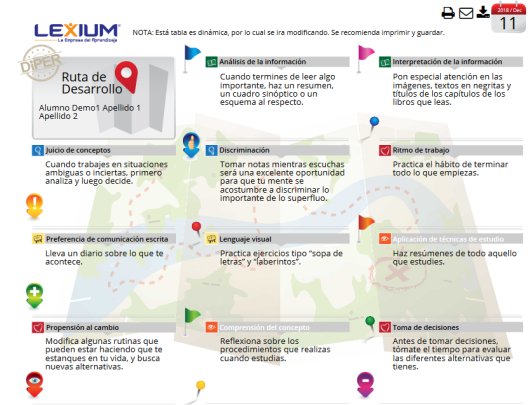 LEXIUM
La Empresa del Aprendizaje
NOTA: Está tabla es dinámica, por lo cual se ira modificando. Se recomienda imprimir y guardar.
2018 / Dec
11
DiPER
Ruta de
Desarrollo
Alumno Demo1 Apellido 1
Apellido 2
Análisis de la información
Cuando termines de leer algo
importante, haz un resumen,
un cuadro sinóptico o un
esquema al respecto.
Interpretación de la información
Pon especial atención en las
imágenes, textos en negritas y
títulos de los capítulos de los
libros que leas.
Juicio de conceptos
Cuando trabajes en situaciones
ambiguas o inciertas, primero
analiza y luego decide.
Discriminación
Tomar notas mientras escuchas
será una excelente oportunidad
para que tu mente se
acostumbre a discriminar lo
importante de lo superfluo.
Ritmo de trabajo
Practica el hábito de terminar
todo lo que empiezas.
Preferencia de comunicación escrita
Lleva un diario sobre lo que te
acontece.
Lenguaje visual
Practica ejercicios tipo "sopa de
letras" y "laberintos".
Aplicación de técnicas de estudio
Haz resúmenes de todo aquello
que estudies.
Propensión al cambio
Modifica algunas rutinas que
pueden estar haciendo que te
estanques en tu vida, y busca
nuevas alternativas.
Comprensión del concepto
Reflexiona sobre los
procedimientos que realizas
cuando estudias.
Toma de decisiones
Antes de tomar decisiones,
tómate el tiempo para evaluar
las diferentes alternativas que
tienes.